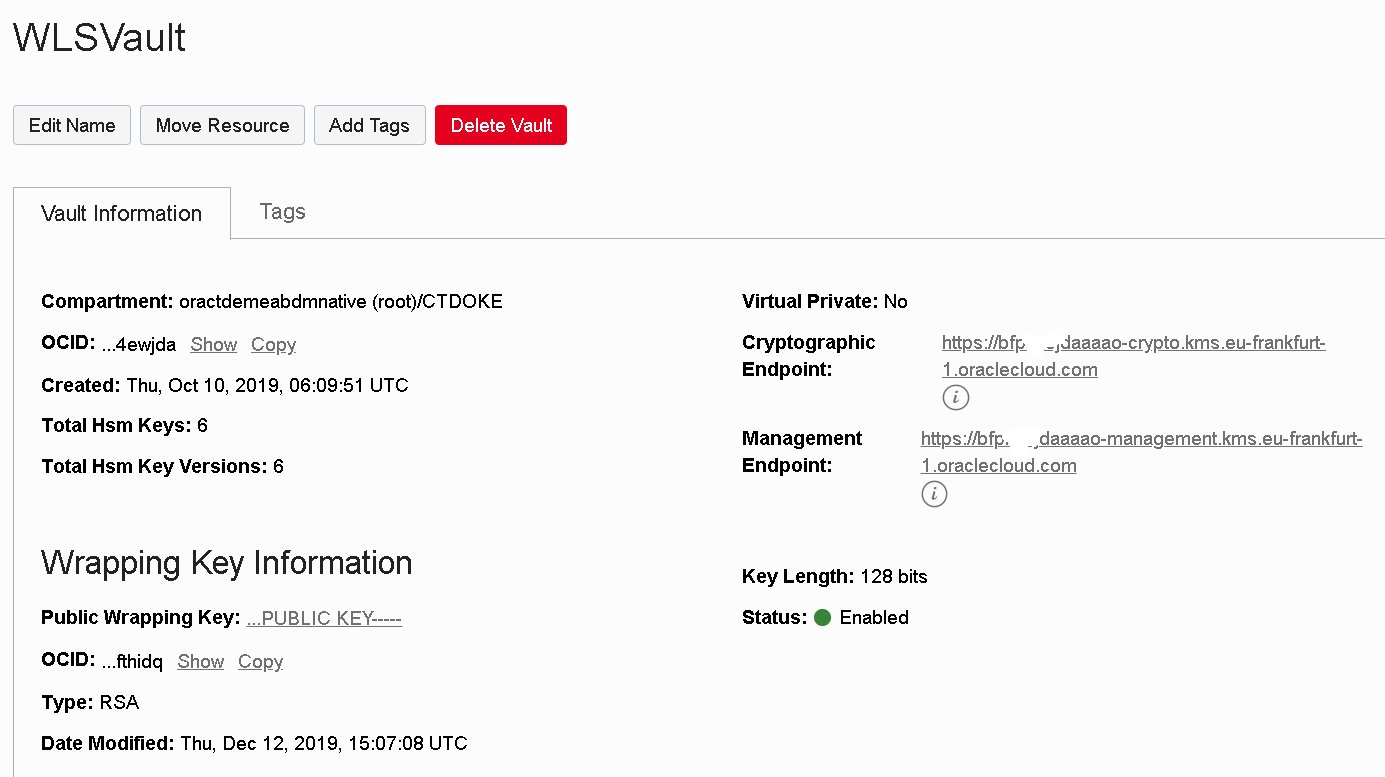 WLSVault
Edit Name Move Resource Add Tags Delete Vault
Vault Information Tags
Compartment: oractdemeabdmnative (root)/CTDOKE
OCID: ...4ewjda Show Copy
Created: Thu, Oct 10, 2019, 06:09:51 UTC
Total Hsm Keys: 6
Total Hsm Key Versions: 6
Virtual Private: No
Cryptographic Endpoint:
https://bfp jdaaaao-crypto.kms.eu-frankfurt-
1.oraclecloud.com
Management Endpoint:
https://bfp. jdaaaao-management.kms.eu-frankfurt-
1.oraclecloud.com
Wrapping Key Information
Public Wrapping Key: ...PUBLIC KEY-----
OCID: ...fthidq Show Copy
Type: RSA
Date Modified: Thu, Dec 12, 2019, 15:07:08 UTC
Key Length: 128 bits
Status: Enabled